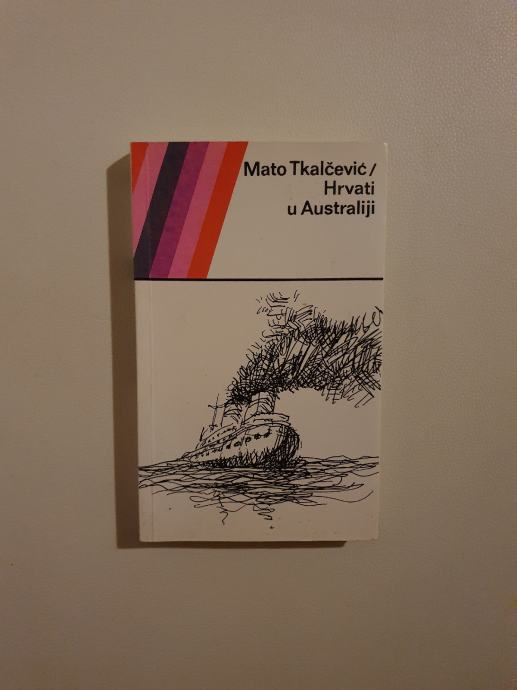 Mato Tkalčević/
Hrvati
u Australiji